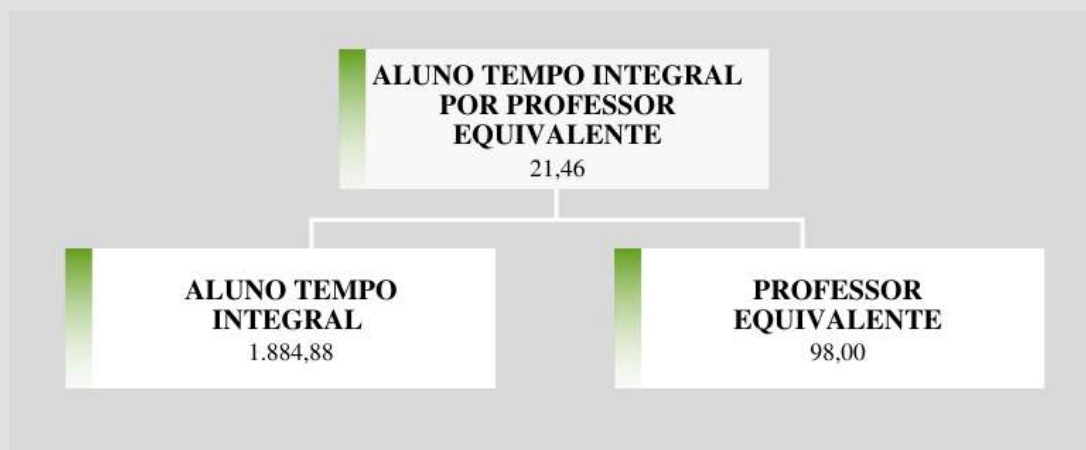 ALUNO TEMPO INTEGRAL
POR PROFESSOR
EQUIVALENTE
21,46
ALUNO TEMPO
INTEGRAL
1.884,88
PROFESSOR
EQUIVALENTE
98,00